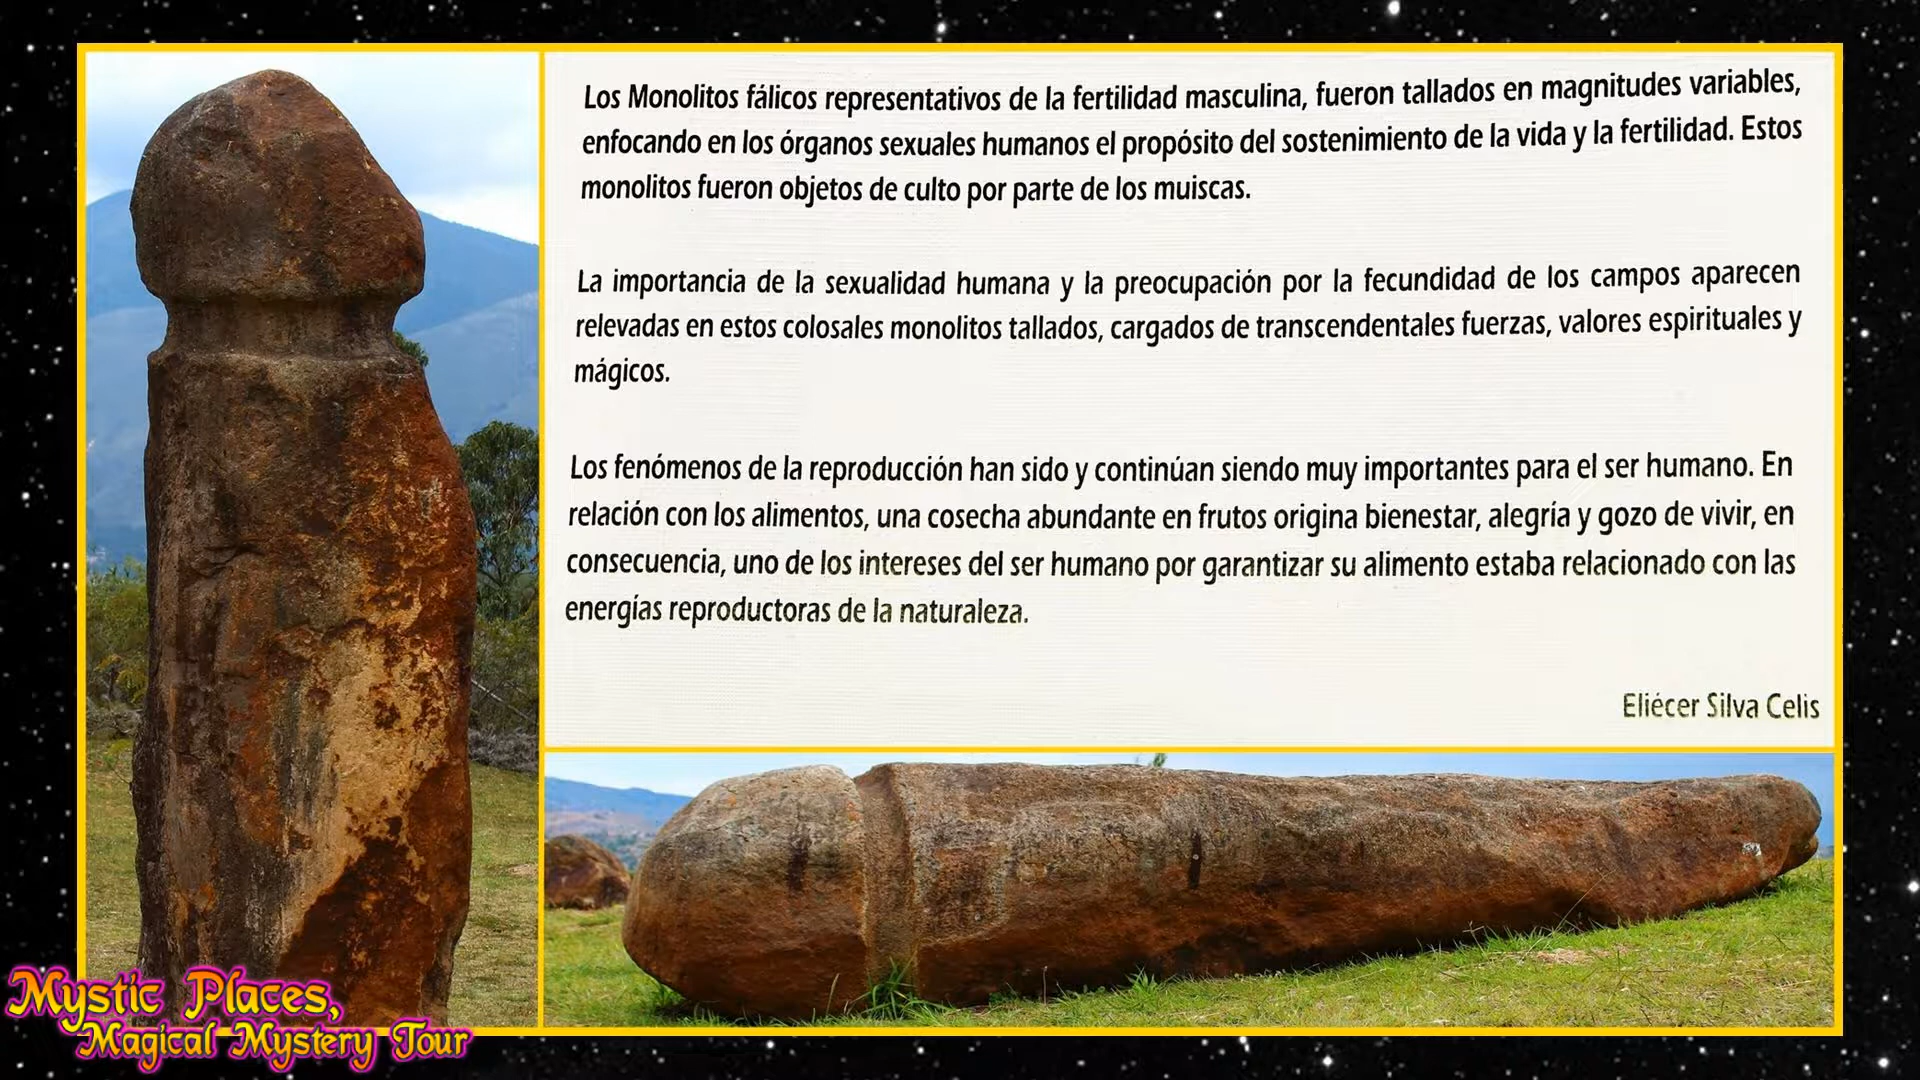 Los Monolitos fálicos representativos de la fertilidad masculina, fueron tallados en magnitudes variables,
enfocando en los órganos sexuales humanos el propósito del sostenimiento de la vida y la fertilidad. Estos
monolitos fueron objetos de culto por parte de los muiscas.
La importancia de la sexualidad humana y la preocupación por la fecundidad de los campos aparecen
relevadas en estos colosales monolitos tallados, cargados de transcendentales fuerzas, valores espirituales y
mágicos.
Los fenómenos de la reproducción han sido y continúan siendo muy importantes para el ser humano. En
relación con los alimentos, una cosecha abundante en frutos origina bienestar, alegría y gozo de vivir, en
consecuencia, uno de los intereses del ser humano por garantizar su alimento estaba relacionado con las
energías reproductoras de la naturaleza.
Eliécer Silva Celis
Mystic Places,
Magical Mystery Tour